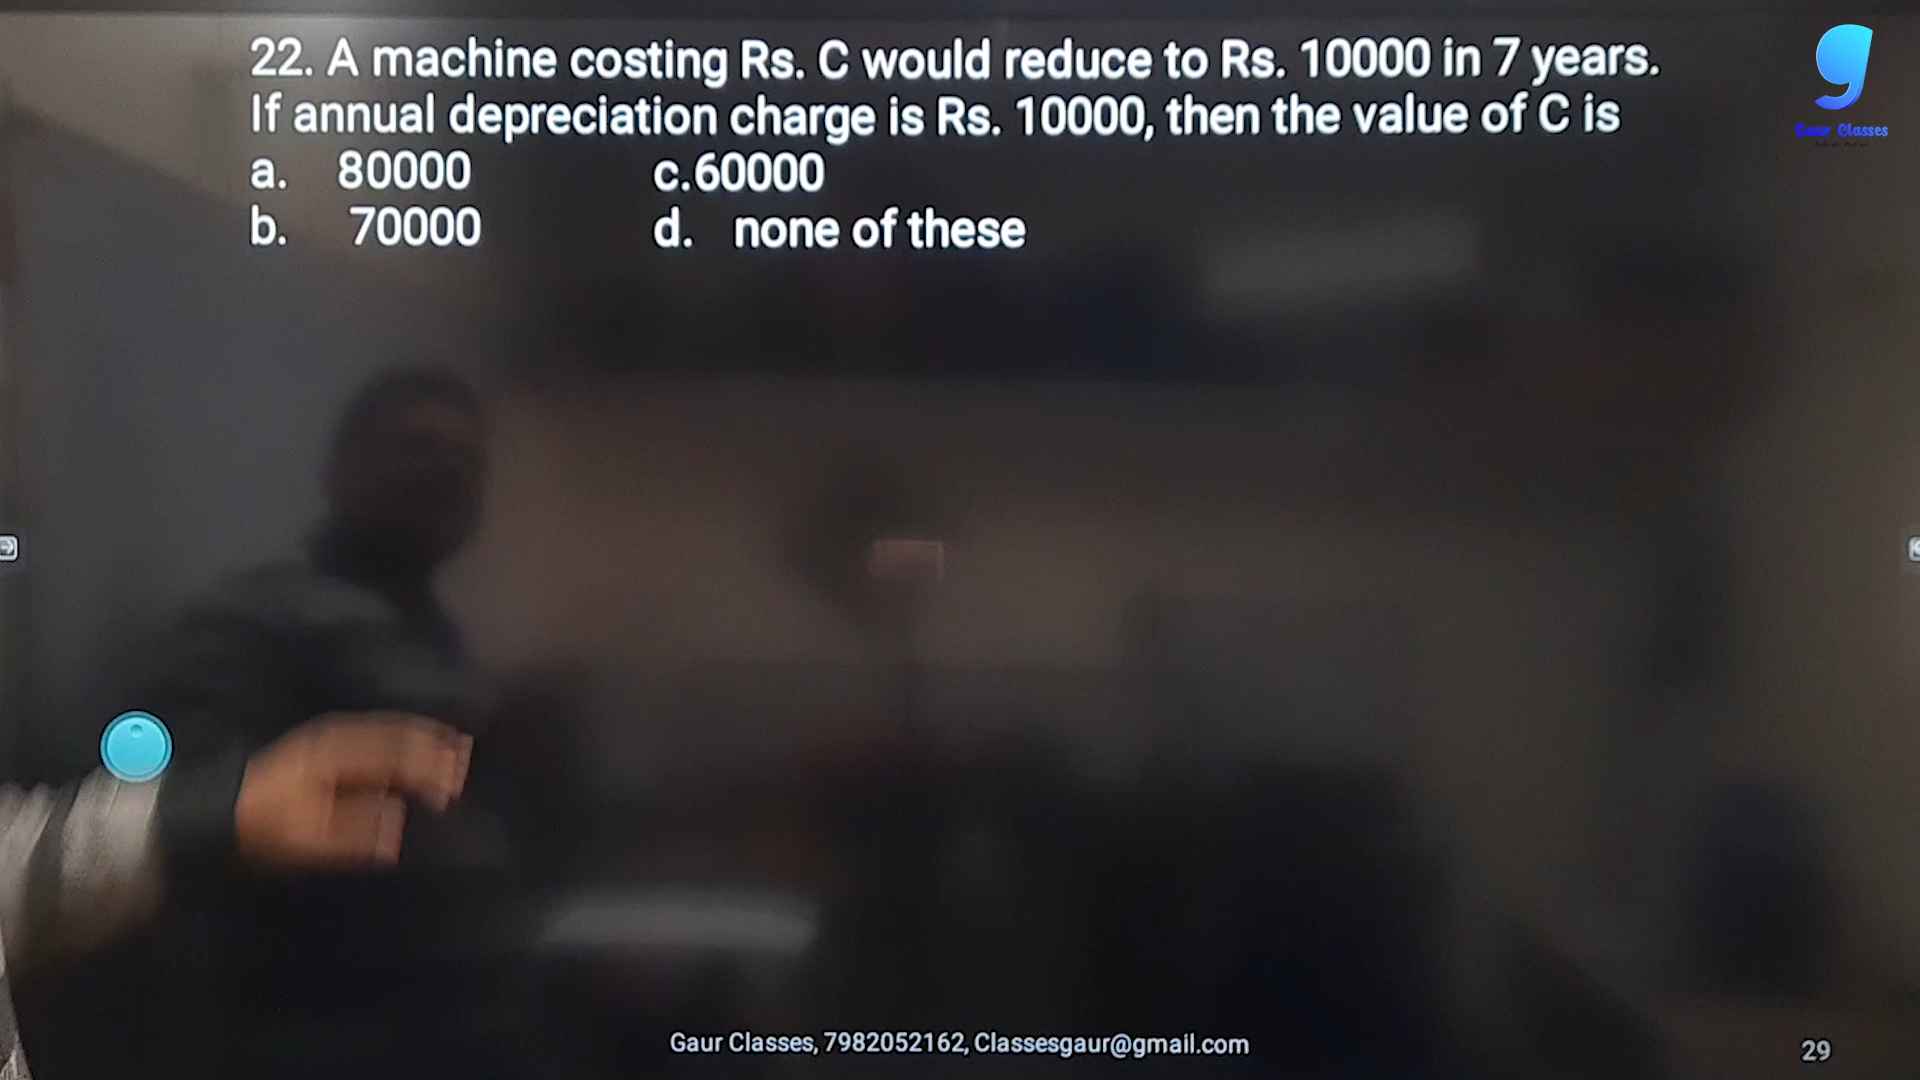 22. A machine costing Rs. C would reduce to Rs. 10000 in 7 years.
If annual depreciation charge is Rs. 10000, then the value of C is
a. 80000 c.60000
b. 70000 d. none of these
Gaur Classes
Gaur Classes, 7982052162, Classesgaur@gmail.com
29